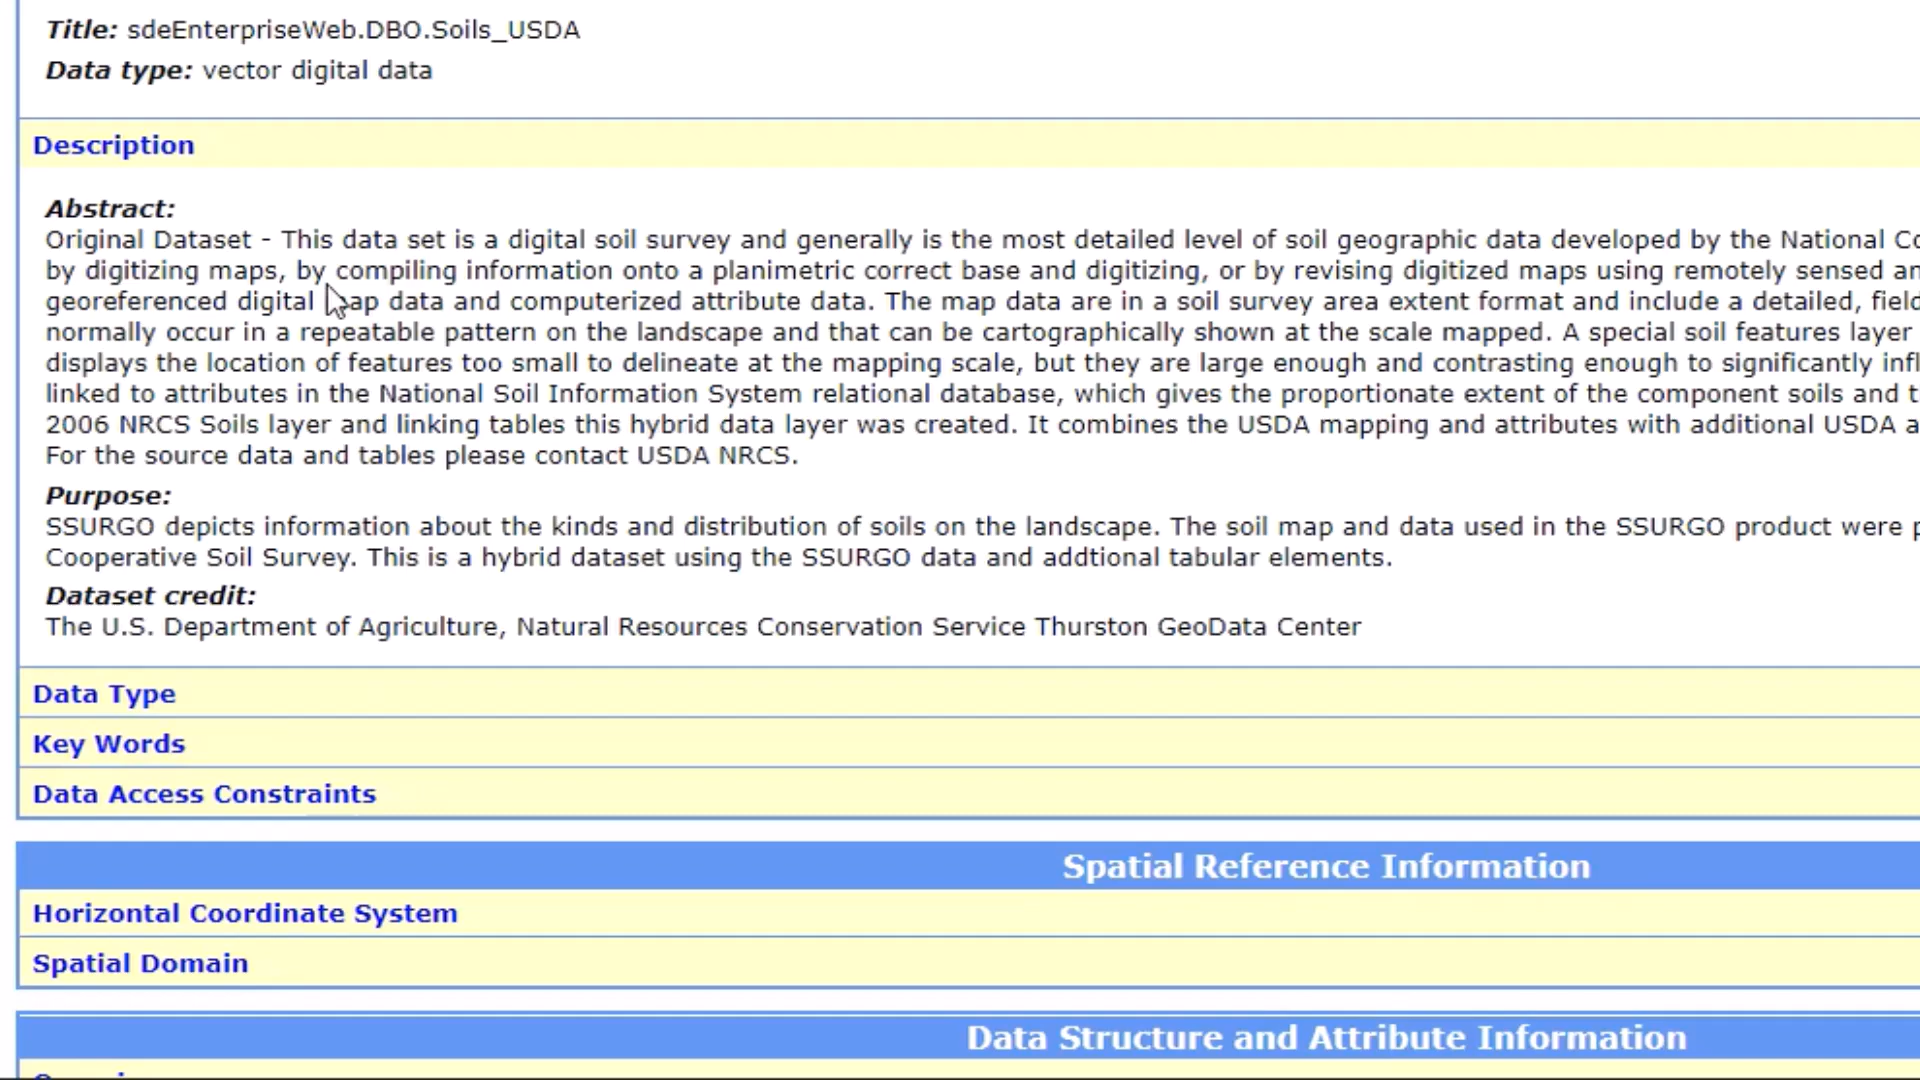 Title: sdeEnterpriseWeb.DBO.Soils_USDA
Data type: vector digital data
Description
Abstract:
Original Dataset - This data set is a digital soil survey and generally is the most detailed level of soil geographic data developed by the National
by digitizing maps, by compiling information onto a planimetric correct base and digitizing, or by revising digitized maps using remotely sensed
georeferenced digital map data and computerized attribute data. The map data are in a soil survey area extent format and include a detailed,
normally occur in a repeatable pattern on the landscape and that can be cartographically shown at the scale mapped. A special soil features layer
displays the location of features too small to delineate at the mapping scale, but they are large enough and contrasting enough to significantly
linked to attributes in the National Soil Information System relational database, which gives the proportionate extent of the component soils and
2006 NRCS Soils layer and linking tables this hybrid data layer was created. It combines the USDA mapping and attributes with additional USDA
For the source data and tables please contact USDA NRCS.
Purpose:
SSURGO depicts information about the kinds and distribution of soils on the landscape. The soil map and data used in the SSURGO product were
Cooperative Soil Survey. This is a hybrid dataset using the SSURGO data and addtional tabular elements.
Dataset credit:
The U.S. Department of Agriculture, Natural Resources Conservation Service Thurston GeoData Center
Data Type
Key Words
Data Access Constraints
Spatial Reference Information
Horizontal Coordinate System
Spatial Domain
Data Structure and Attribute Information